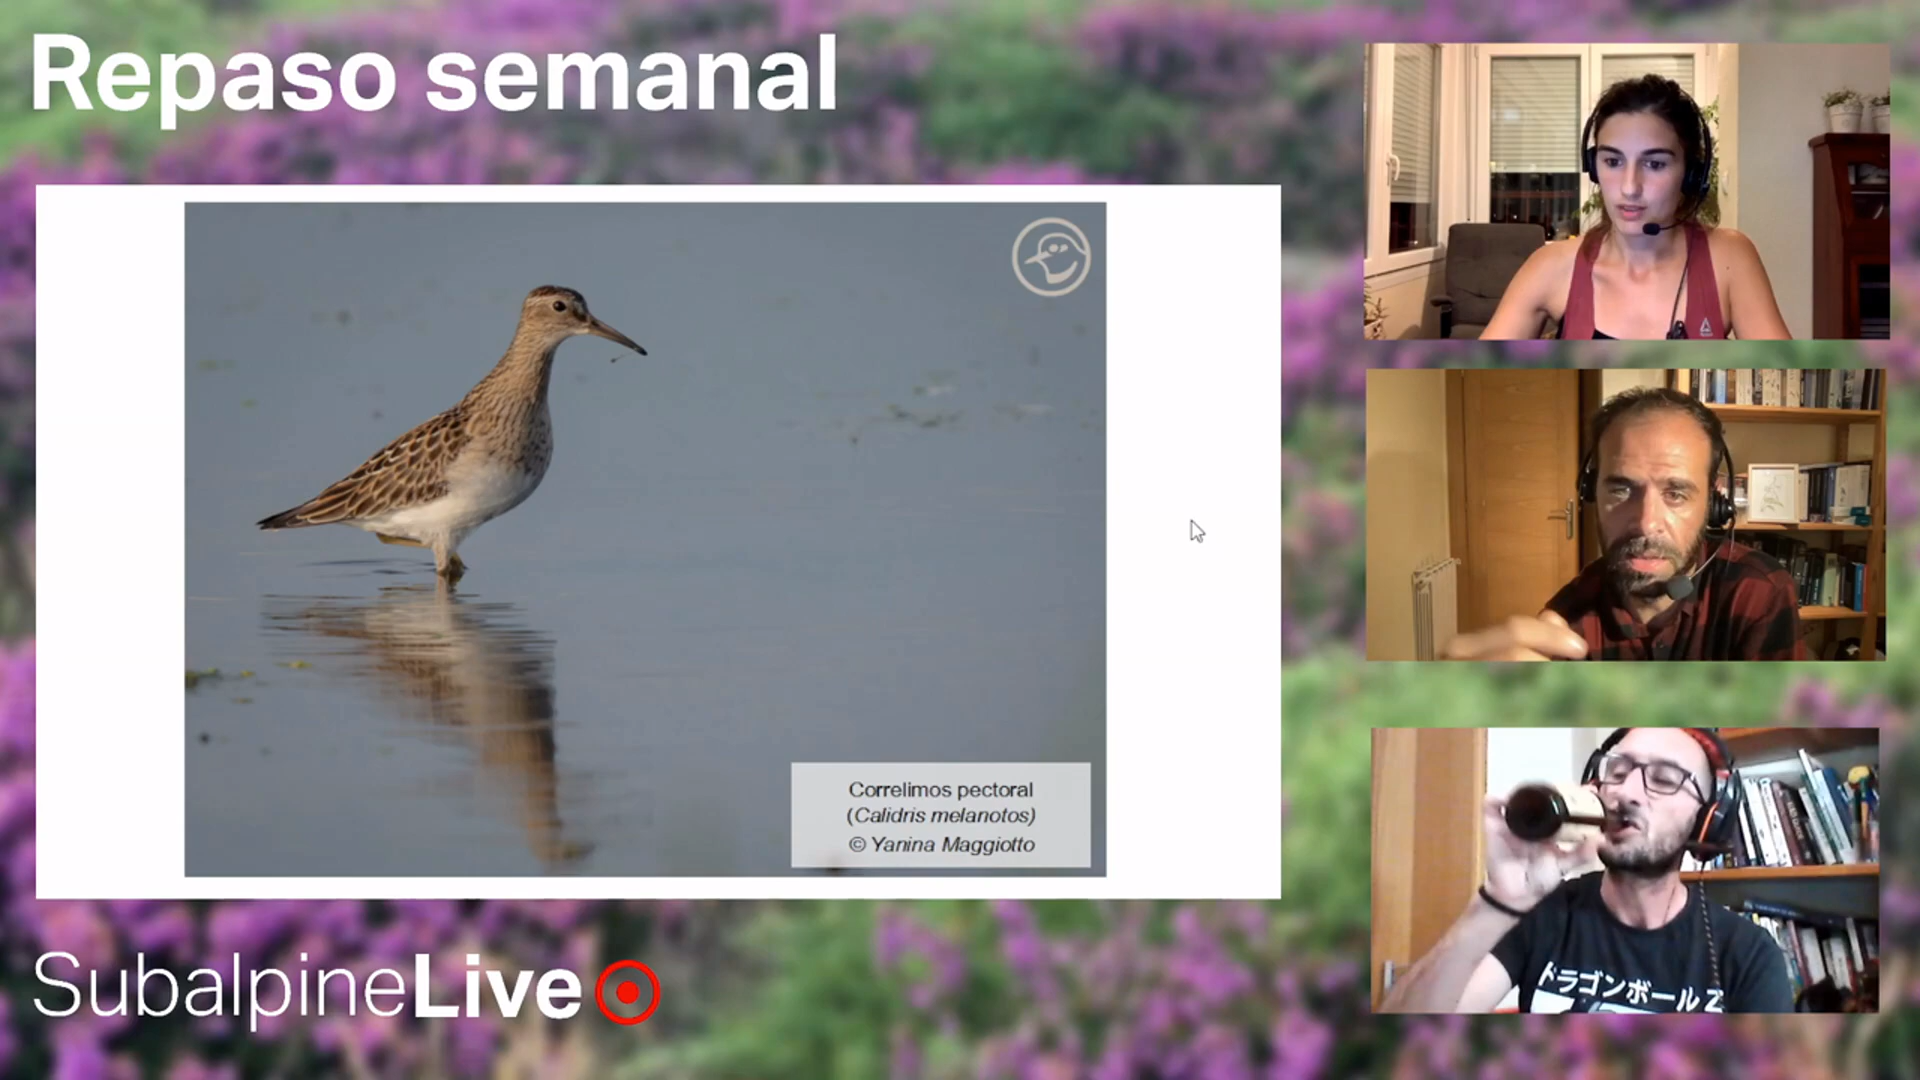 Repaso semanal
Correlimos pectoral
(Calidris melanotos)
© Yanina Maggiotto
SubalpineLive
ドラゴンボールZ